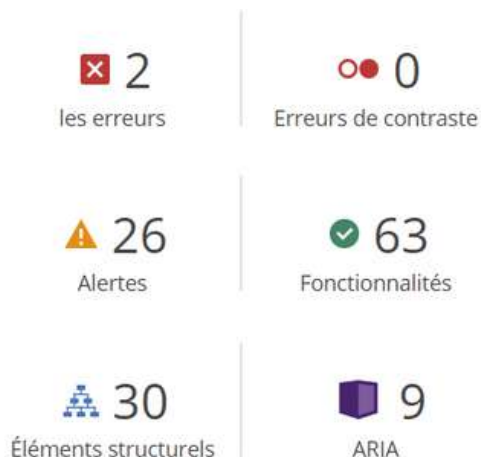 2
les erreurs
0
Erreurs de contraste
26
Alertes
63
Fonctionnalités
30
Éléments structurels
9
ARIA